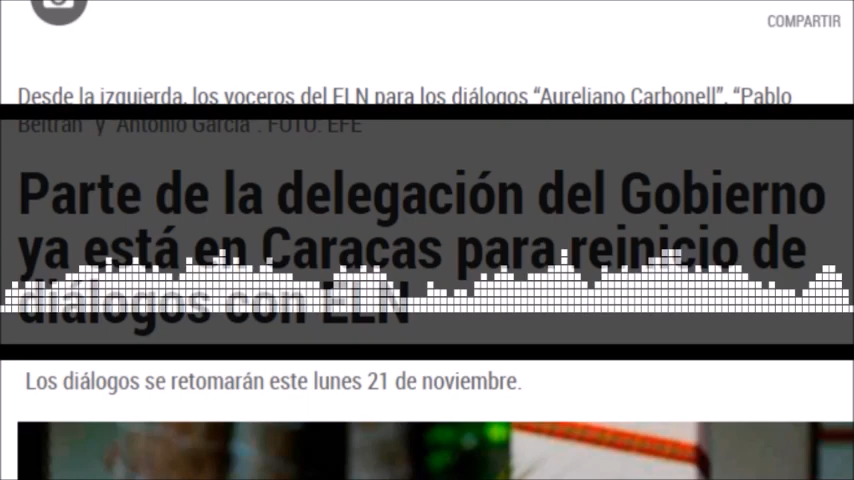 COMPARTIR
Desde la izquierda, los voceros del ELN para los diálogos “Aureliano Carbonell”, “Pablo
Beltrán” y “Antonio García”. FOTO: EFE
Parte de la delegación del Gobierno
ya está en Caracas para reinicio de
diálogos con ELN
Los diálogos se retomarán este lunes 21 de noviembre.